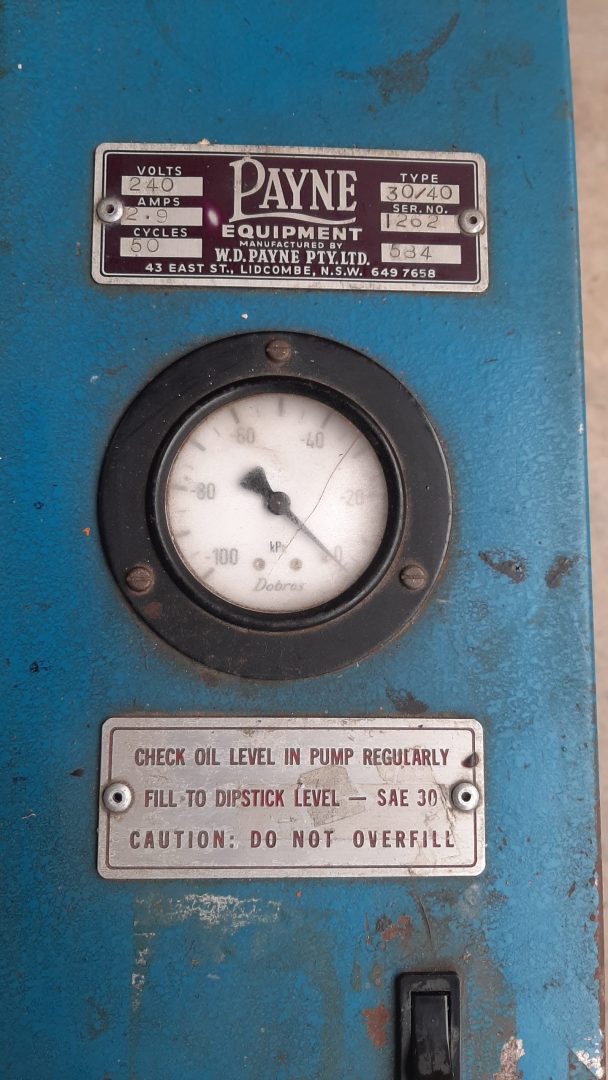 VOLTS
240
AMPS
2.9
CYCLES
50
PAYNE
EQUIPMENT
MANUFACTURED BY
W.D. PAYNE PTY. LTD.
43 EAST ST., LIDCOMBE, N.S.W. 649 7658
TYPE
30/40
SER. NO.
1262
684
-60
-40
-80
-20
-100
kPa
0
Dobros
CHECK OIL LEVEL IN PUMP REGULARLY
FILL TO DIPSTICK LEVEL — SAE 30
CAUTION: DO NOT OVERFILL